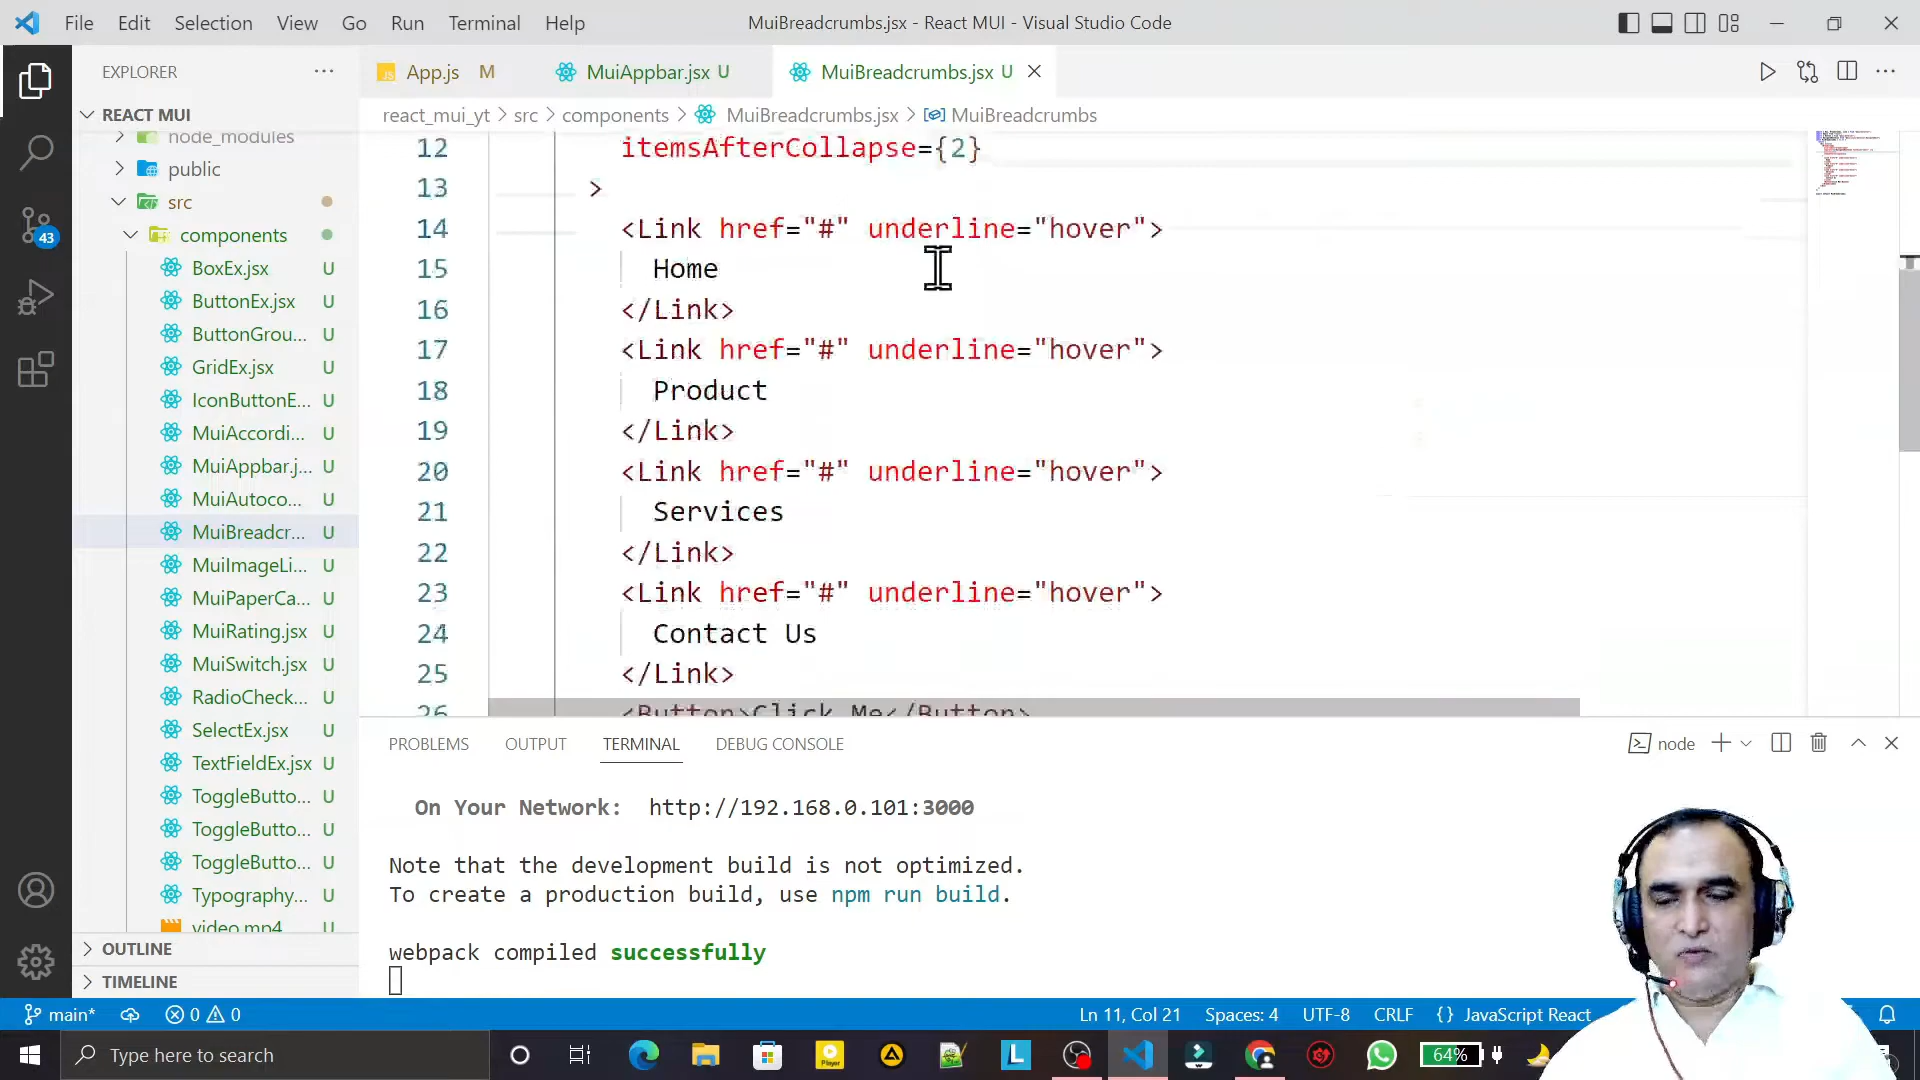 File Edit Selection View Go Run Terminal Help
MuiBreadcrumbs.jsx - React MUI - Visual Studio Code
EXPLORER
App.js M
MuiAppbar.jsx U
MuiBreadcrumbs.jsx U
REACT MUI
react_mui_yt > src > components > MuiBreadcrumbs.jsx > MuiBreadcrumbs
node_modules
public
src
components
BoxEx.jsx U
ButtonEx.jsx U
ButtonGrou... U
GridEx.jsx U
IconButtonE... U
MuiAccordi... U
MuiAppbar.j... U
MuiAutoco... U
MuiBreadcr... U
MuiImageLi... U
MuiPaperCa... U
MuiRating.jsx U
MuiSwitch.jsx U
RadioCheck... U
SelectEx.jsx U
TextFieldEx.jsx U
ToggleButto... U
ToggleButto... U
ToggleButto... U
Typography... U
video.mp4 U
OUTLINE
TIMELINE
43
12 itemsAfterCollapse={2}
13 >
14 <Link href="#" underline="hover">
15 Home
16 </Link>
17 <Link href="#" underline="hover">
18 Product
19 </Link>
20 <Link href="#" underline="hover">
21 Services
22 </Link>
23 <Link href="#" underline="hover">
24 Contact Us
25 </Link>
26 <Button>Click Me</Button>
PROBLEMS OUTPUT TERMINAL DEBUG CONSOLE
node
On Your Network: http://192.168.0.101:3000
Note that the development build is not optimized.
To create a production build, use npm run build.
webpack compiled successfully
main* 0 0
Ln 11, Col 21 Spaces: 4 UTF-8 CRLF {} JavaScript React
Type here to search
Player
L
64%